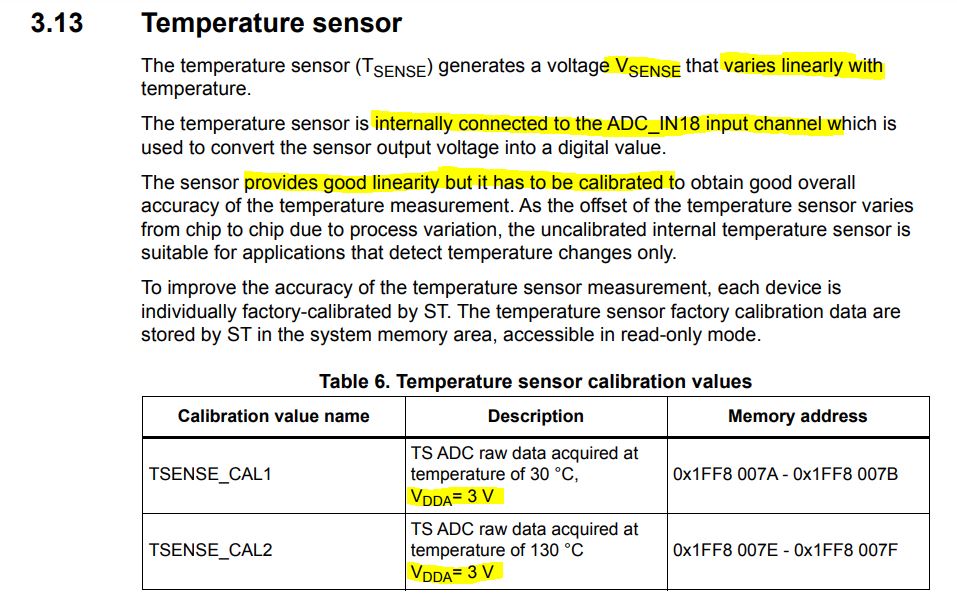 3.13 Temperature sensor
The temperature sensor (TSENSE) generates a voltage VSENSE that varies linearly with
temperature.
The temperature sensor is internally connected to the ADC_IN18 input channel which is
used to convert the sensor output voltage into a digital value.
The sensor provides good linearity but it has to be calibrated to obtain good overall
accuracy of the temperature measurement. As the offset of the temperature sensor varies
from chip to chip due to process variation, the uncalibrated internal temperature sensor is
suitable for applications that detect temperature changes only.
To improve the accuracy of the temperature sensor measurement, each device is
individually factory-calibrated by ST. The temperature sensor factory calibration data are
stored by ST in the system memory area, accessible in read-only mode.
Table 6. Temperature sensor calibration values
Calibration value name Description Memory address
TSENSE_CAL1
TS ADC raw data acquired at
temperature of 30 °C,
VDDA= 3 V
0x1FF8 007A - 0x1FF8 007B
TSENSE_CAL2
TS ADC raw data acquired at
temperature of 130 °C
VDDA= 3 V
0x1FF8 007E - 0x1FF8 007F